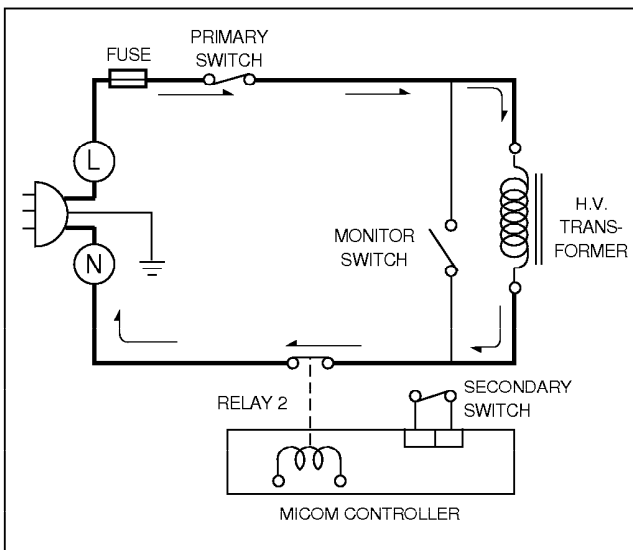 PRIMARY
SWITCH
FUSE
L
H.V.
TRANS-
FORMER
MONITOR
SWITCH
N
SECONDARY
SWITCH
RELAY 2
MICOM CONTROLLER